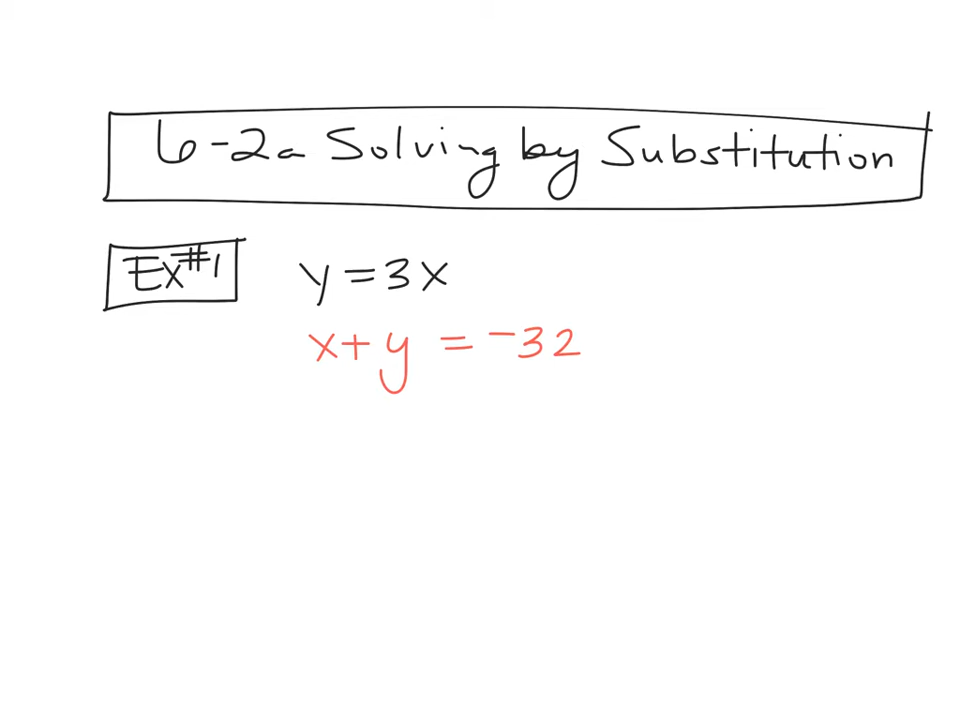 6-2a Solving by Substitution
Ex#1 y=3x
x+y = -32